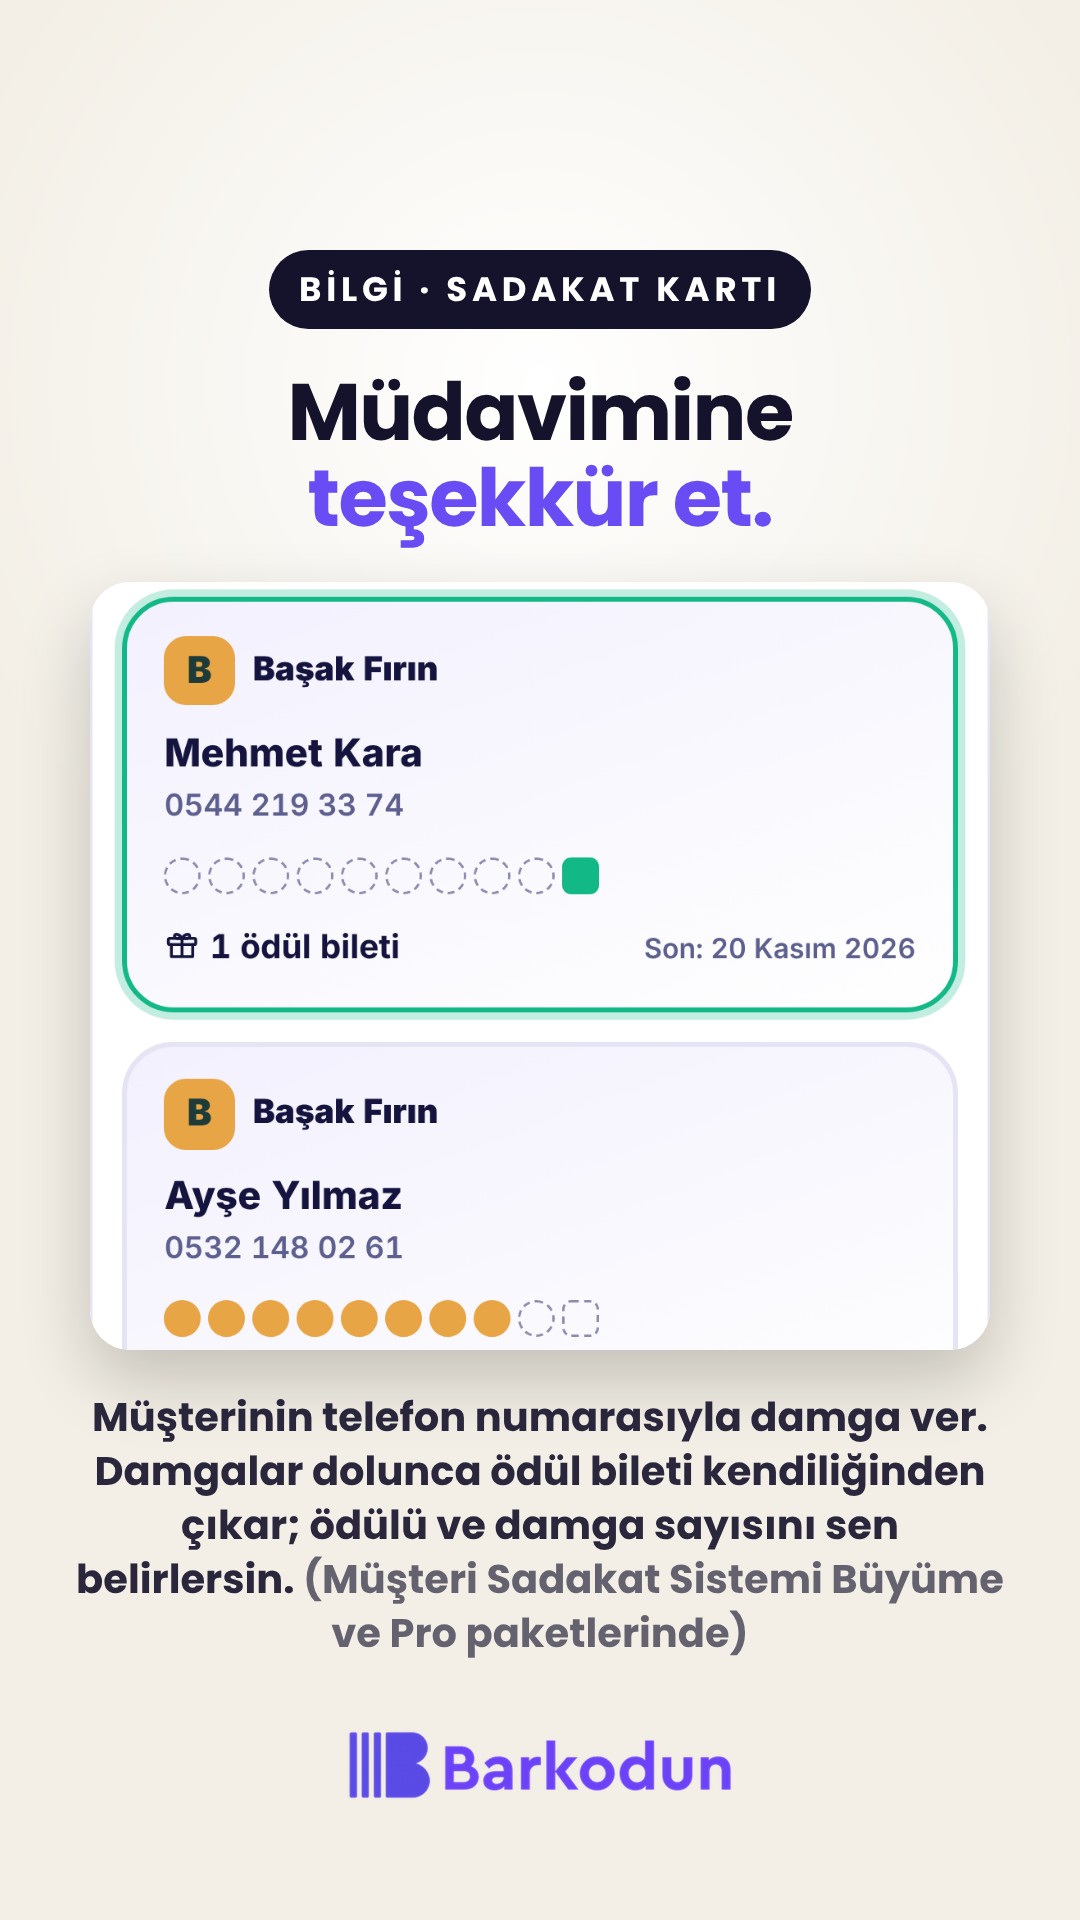 BİLGİ · SADAKAT KARTI
Müdavimine
teşekkür et.
B Başak Fırın
Mehmet Kara
0544 219 33 74
1 ödül bileti
Son: 20 Kasım 2026
B Başak Fırın
Ayşe Yılmaz
0532 148 02 61
Müşterinin telefon numarasıyla damga ver.
Damgalar dolunca ödül bileti kendiliğinden
çıkar; ödülü ve damga sayısını sen
belirlersin. (Müşteri Sadakat Sistemi Büyüme
ve Pro paketlerinde)
Barkodun